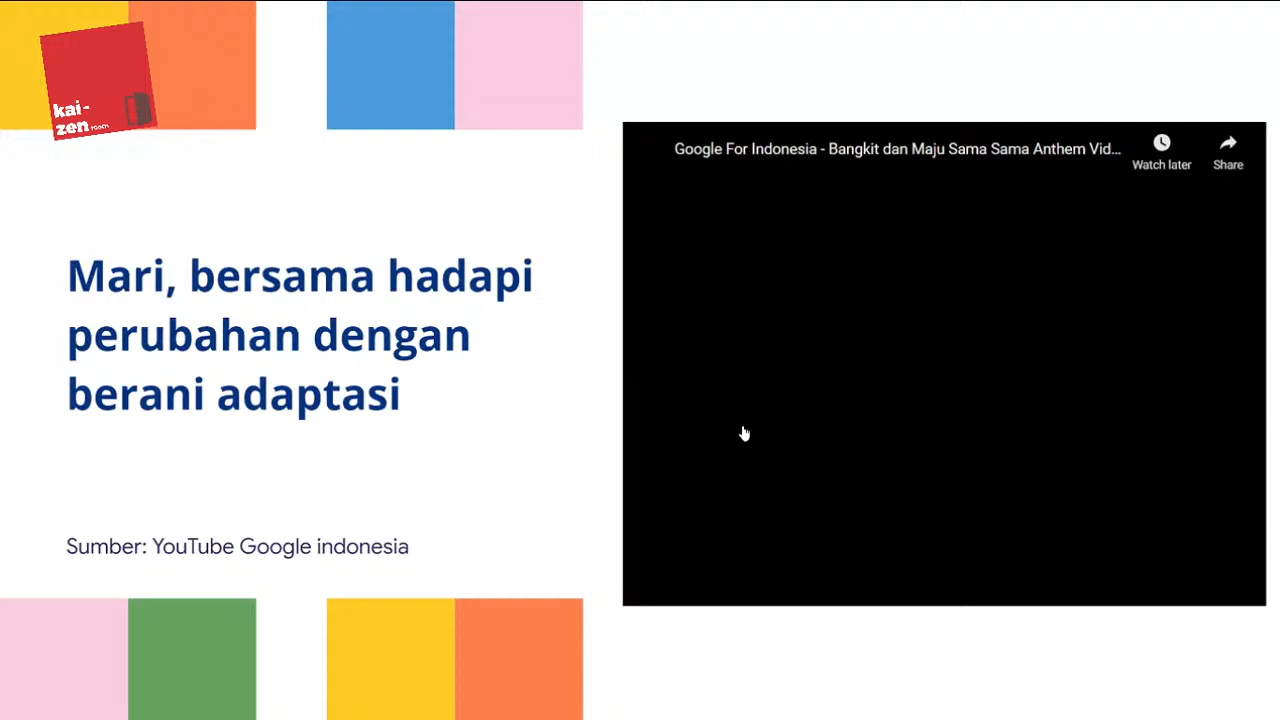 kai-
zen room
Google For Indonesia - Bangkit dan Maju Sama Sama Anthem Vid...
Watch later
Share
Mari, bersama hadapi
perubahan dengan
berani adaptasi
Sumber: YouTube Google indonesia